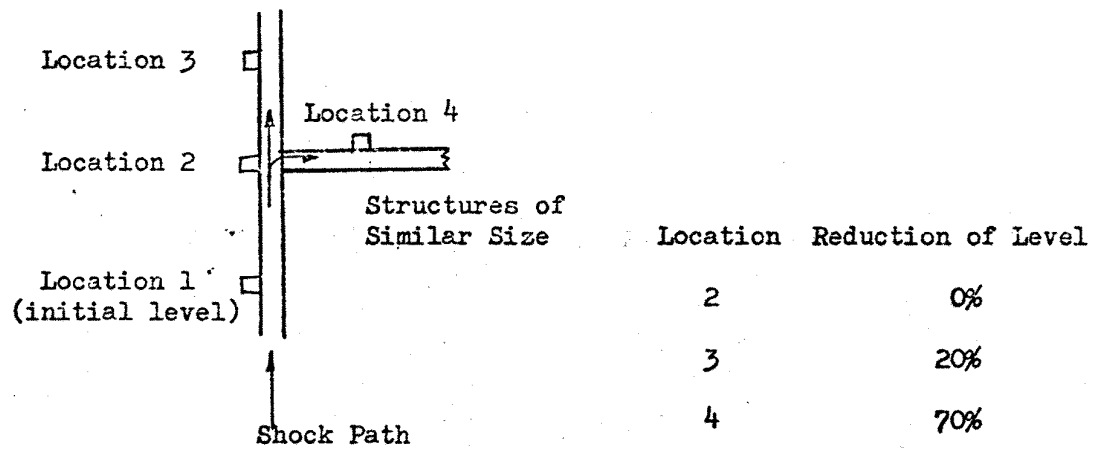 Location 3
Location 4
Location 2
Structures of
Similar Size
Location 1
(initial level)
Shock Path
Location Reduction of Level
2 0%
3 20%
4 70%